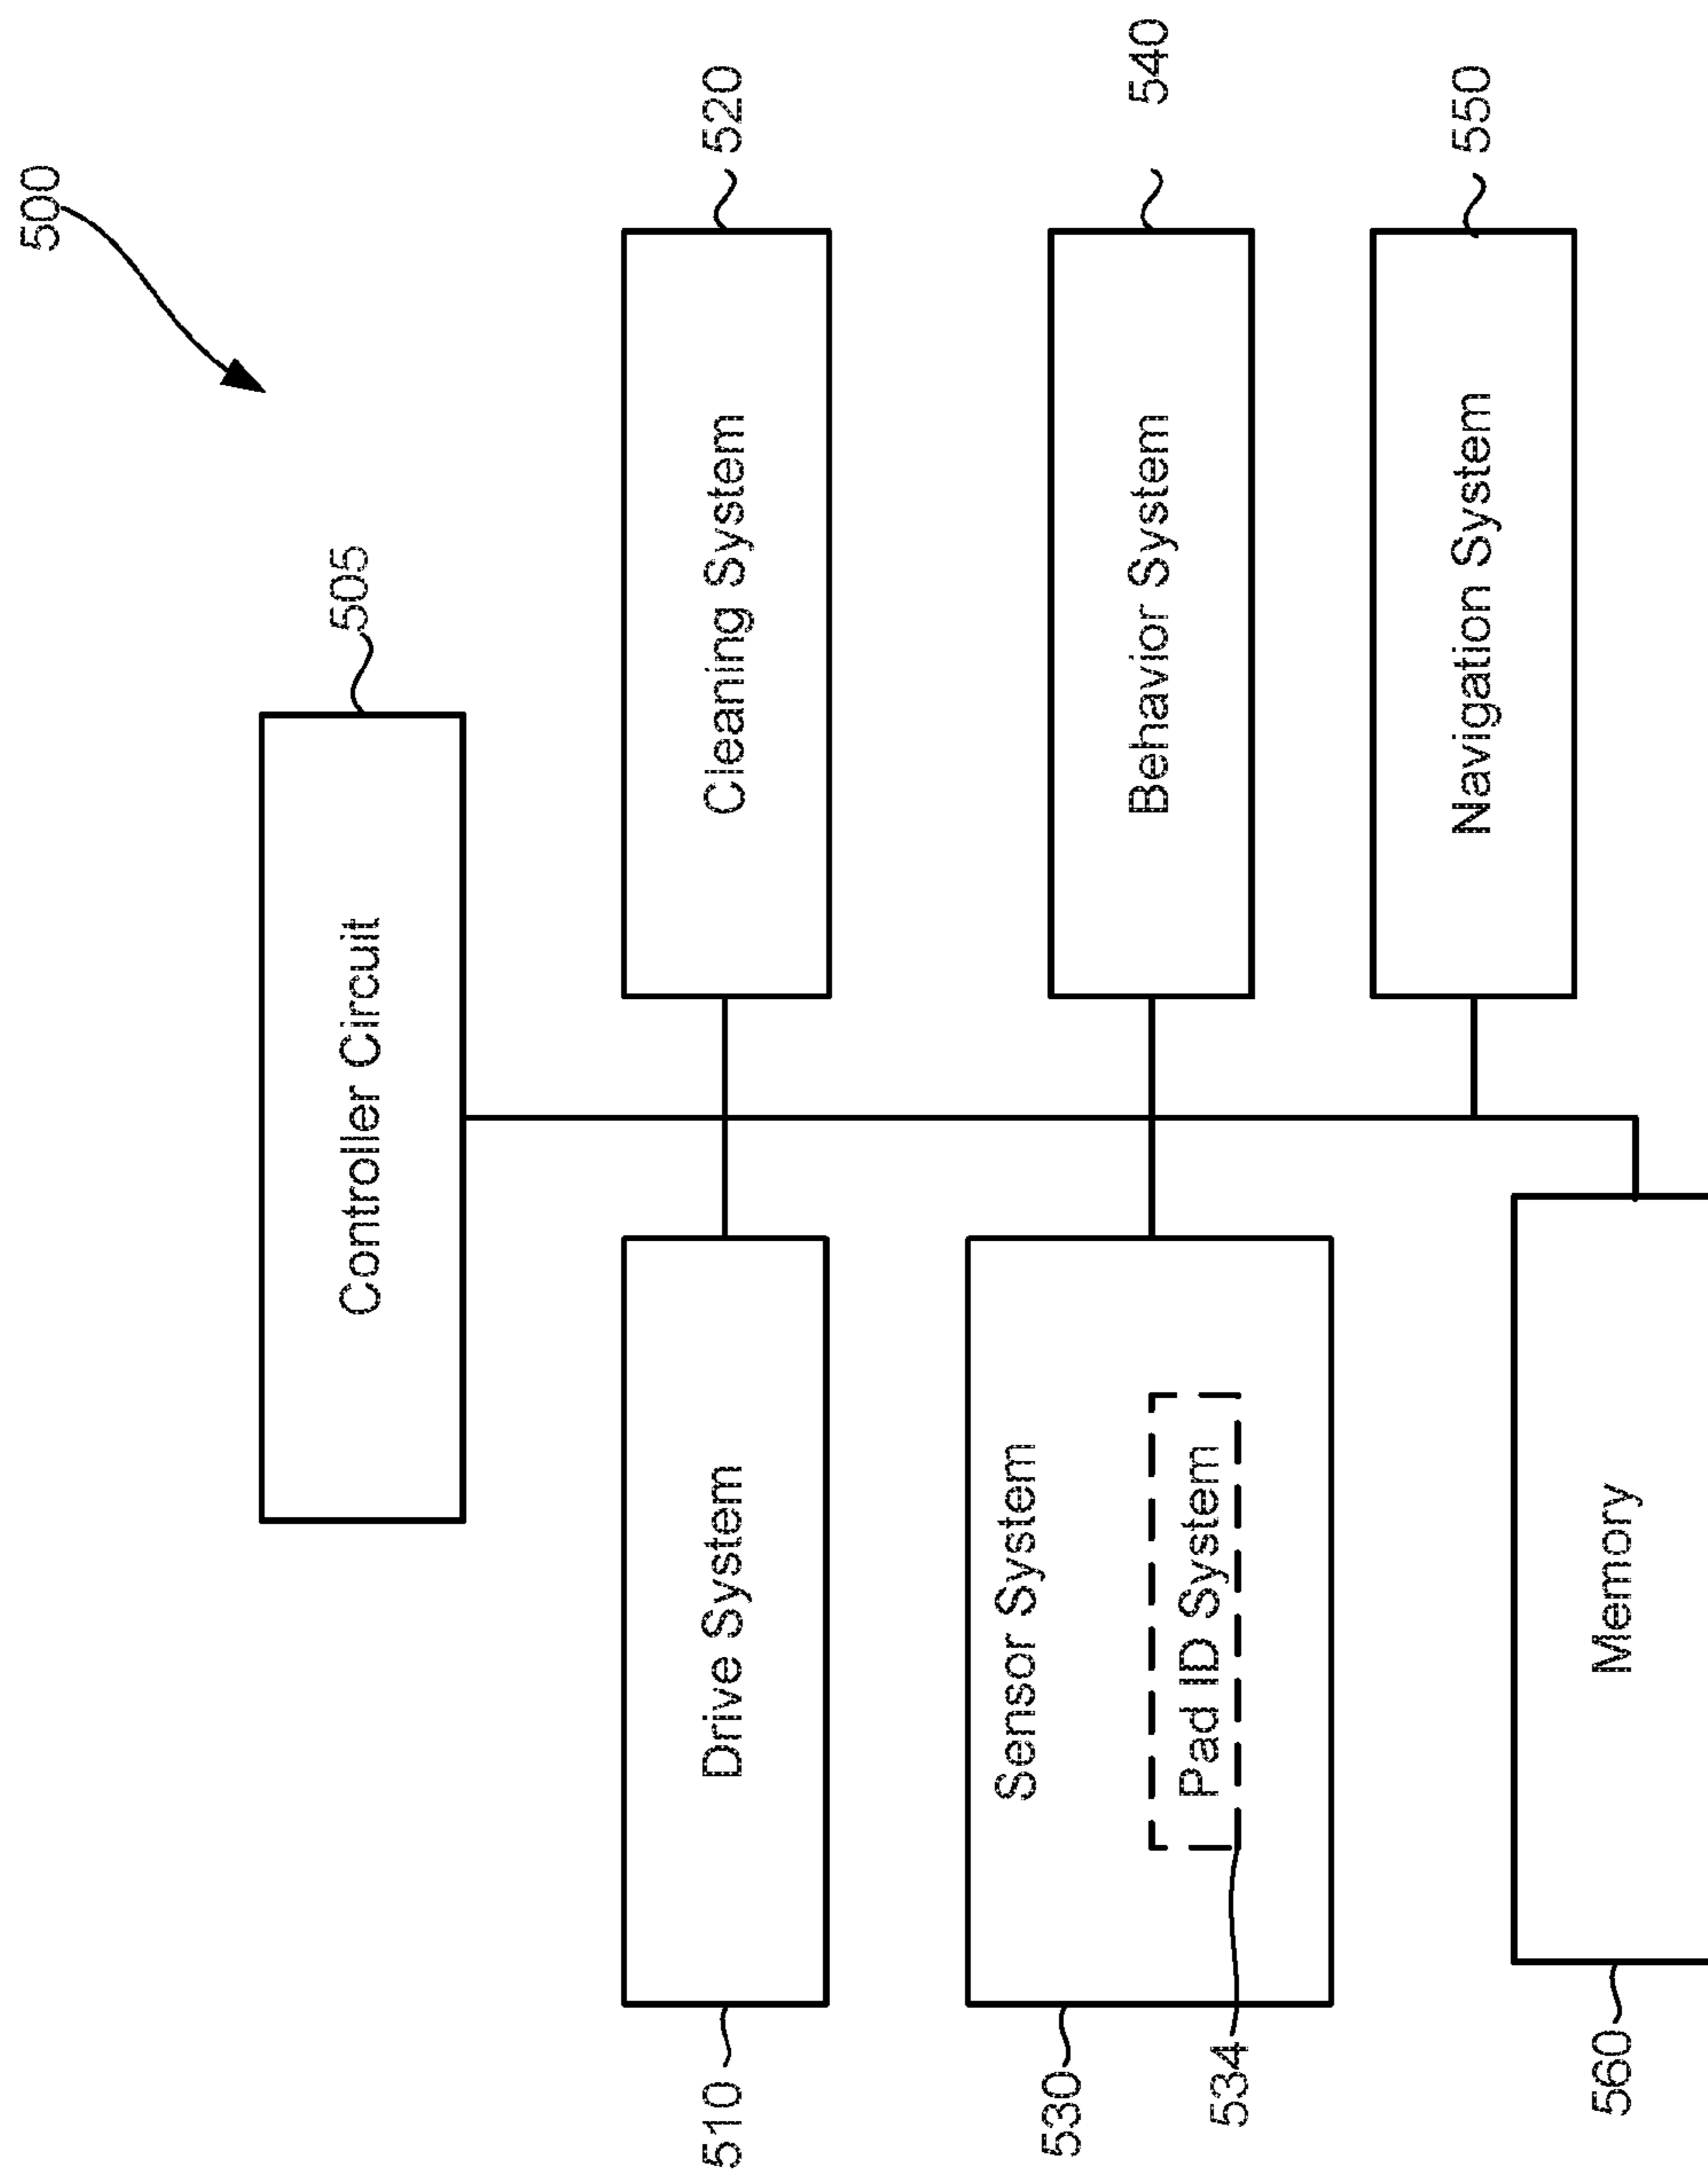 500
Controller Circuit
505
Drive System
510
Cleaning System
520
Sensor System
530
Pad ID System
534
Behavior System
540
Navigation System
550
Memory
560